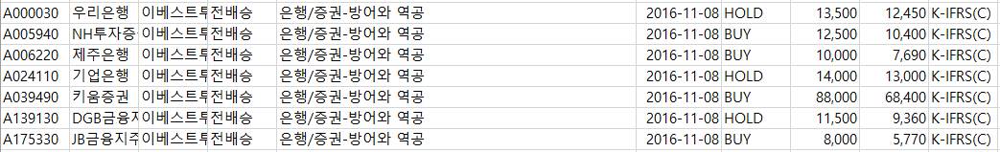 A000030 우리은행 이베스트투 전배승 은행/증권-방어와 역공 2016-11-08 HOLD 13,500 12,450 K-IFRS(C)
A005940 NH투자증 이베스트투 전배승 은행/증권-방어와 역공 2016-11-08 BUY 12,500 10,400 K-IFRS(C)
A006220 제주은행 이베스트투 전배승 은행/증권-방어와 역공 2016-11-08 BUY 10,000 7,690 K-IFRS(C)
A024110 기업은행 이베스트투 전배승 은행/증권-방어와 역공 2016-11-08 HOLD 14,000 13,000 K-IFRS(C)
A039490 키움증권 이베스트투 전배승 은행/증권-방어와 역공 2016-11-08 BUY 88,000 68,400 K-IFRS(C)
A139130 DGB금융지 이베스트투 전배승 은행/증권-방어와 역공 2016-11-08 HOLD 11,500 9,360 K-IFRS(C)
A175330 JB금융지주 이베스트투 전배승 은행/증권-방어와 역공 2016-11-08 BUY 8,000 5,770 K-IFRS(C)